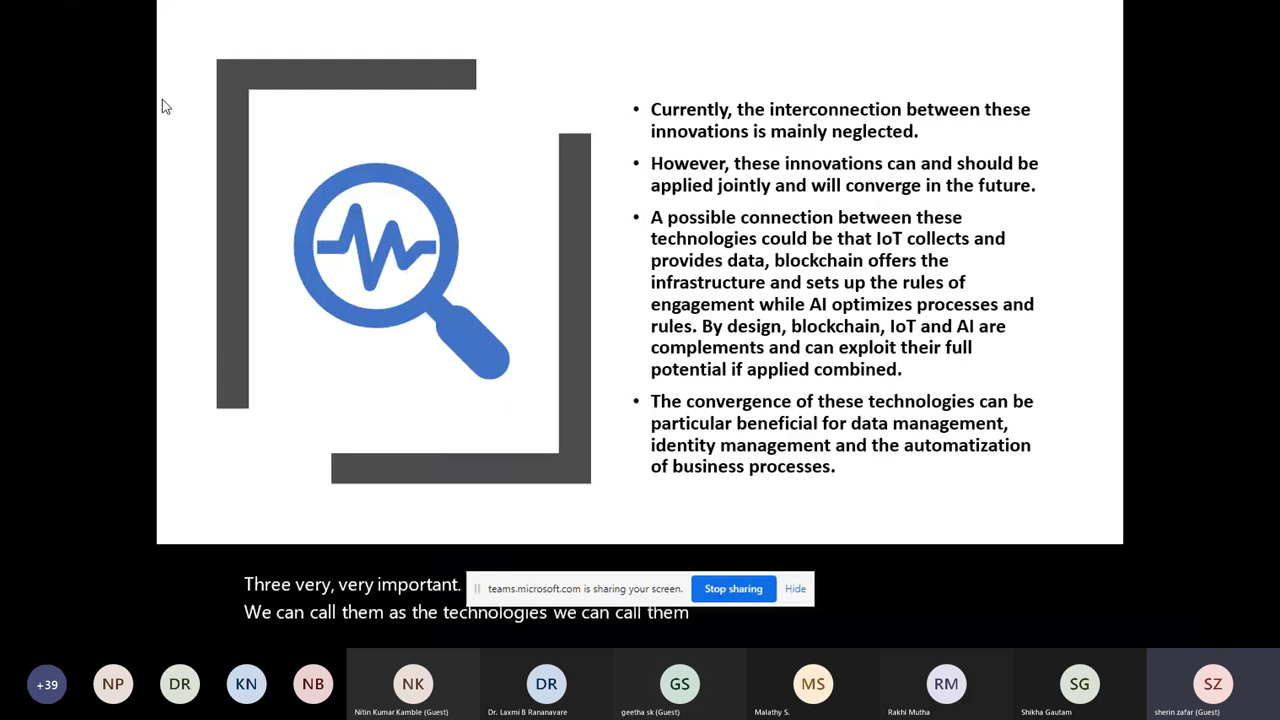 • Currently, the interconnection between these
innovations is mainly neglected.
• However, these innovations can and should be
applied jointly and will converge in the future.
• A possible connection between these
technologies could be that IoT collects and
provides data, blockchain offers the
infrastructure and sets up the rules of
engagement while AI optimizes processes and
rules. By design, blockchain, IoT and AI are
complements and can exploit their full
potential if applied combined.
• The convergence of these technologies can be
particular beneficial for data management,
identity management and the automatization
of business processes.
Three very, very important.
teams.microsoft.com is sharing your screen. Stop sharing Hide
We can call them as the technologies we can call them
+39 NP DR KN NB NK DR GS MS RM SG SZ
Nitin Kumar Kamble (Guest) Dr. Laxmi B Rananavare geetha sk (Guest) Malathy S. Rakhi Mutha Shikha Gautam sherin zafar (Guest)